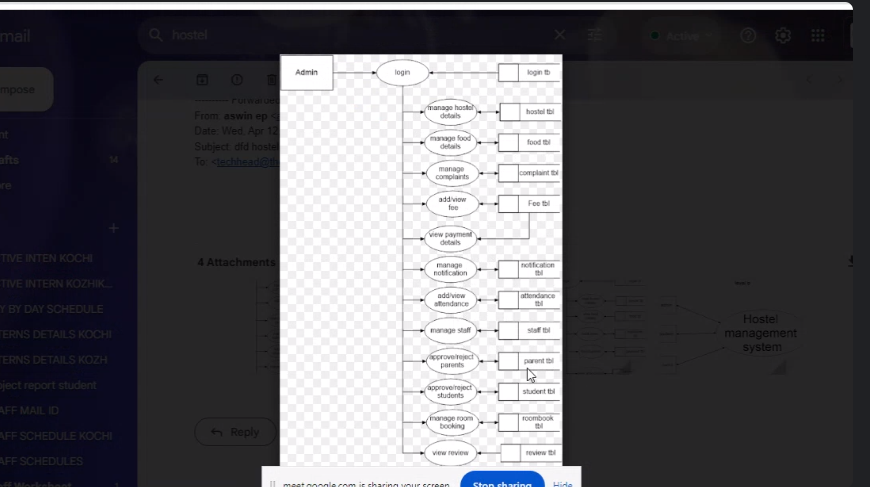 mail
hostel
Active
Admin
login
login tb
mpose
Forwarded
From: aswin ep
Date: Wed, Apr 12
Subject: dfd hostel
To:
manage hostel
details
hostel tbl
manage food
details
food tbl
14
manage
complaints
complaint tbl
add/view
fee
Fee tbl
view payment
details
4 Attachments
manage
notification
notification
tbl
TIVE INTEN KOCHI
TIVE INTERN KOZHIK...
add/view
attendance
attendance
tbl
Y BY DAY SCHEDULE
manage staff
staff tbl
Hostel
management
system
TERNS DETAILS KOCHI
TERNS DETAILS KOZH
approve/reject
parents
parent tbl
oject report student
approve/reject
students
student tbl
AFF MAIL ID
manage room
booking
roombook
tbl
Reply
AFF SCHEDULE KOCHI
view review
review tbl
AFF SCHEDULES
meet.google.com is sharing your screen.
Stop sharing
Hide